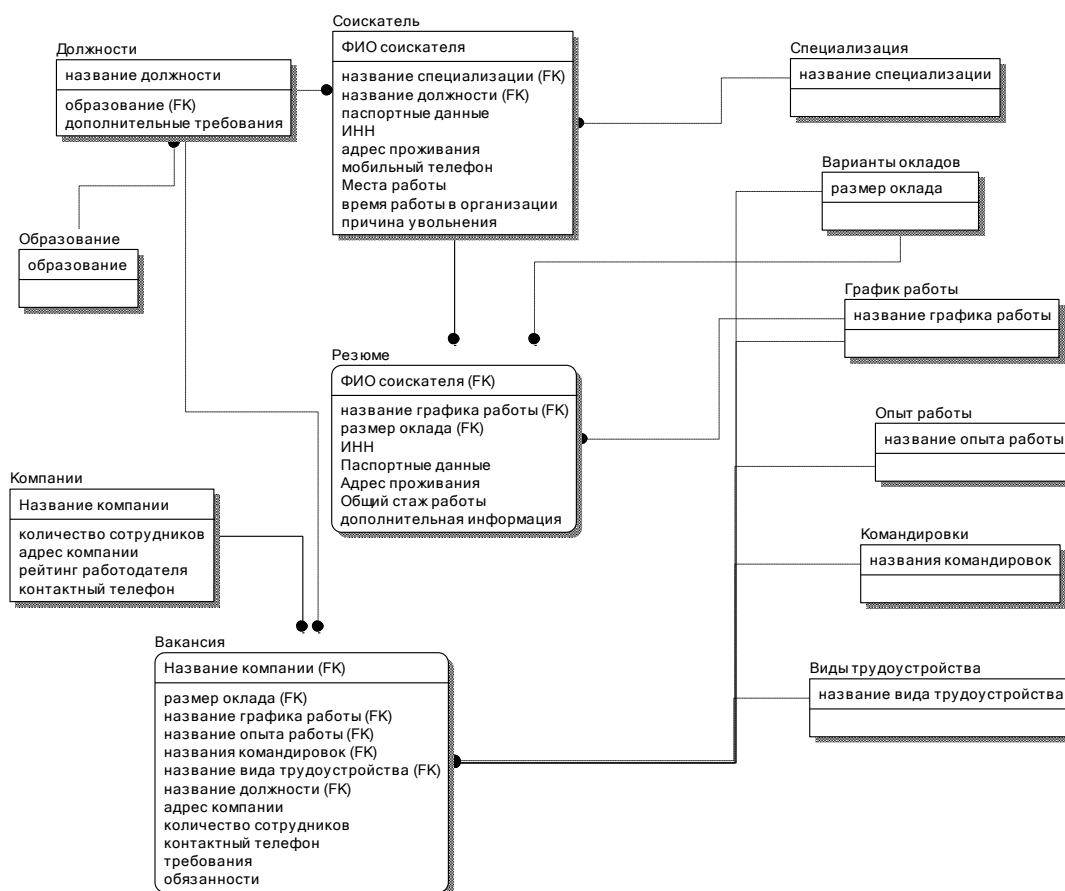 Соискатель
ФИО соискателя
название специализации (FK)
название должности (FK)
паспортные данные
ИНН
адрес проживания
мобильный телефон
Места работы
время работы в организации
причина увольнения
Должности
название должности
образование (FK)
дополнительные требования
Специализация
название специализации
Варианты окладов
размер оклада
Образование
образование
График работы
название графика работы
Резюме
ФИО соискателя (FK)
название графика работы (FK)
размер оклада (FK)
ИНН
Паспортные данные
Адрес проживания
Общий стаж работы
дополнительная информация
Опыт работы
название опыта работы
Компании
Название компании
количество сотрудников
адрес компании
рейтинг работодателя
контактный телефон
Командировки
названия командировок
Вакансия
Название компании (FK)
размер оклада (FK)
название графика работы (FK)
название опыта работы (FK)
названия командировок (FK)
название вида трудоустройства (FK)
название должности (FK)
адрес компании
количество сотрудников
контактный телефон
требования
обязанности
Виды трудоустройства
название вида трудоустройства